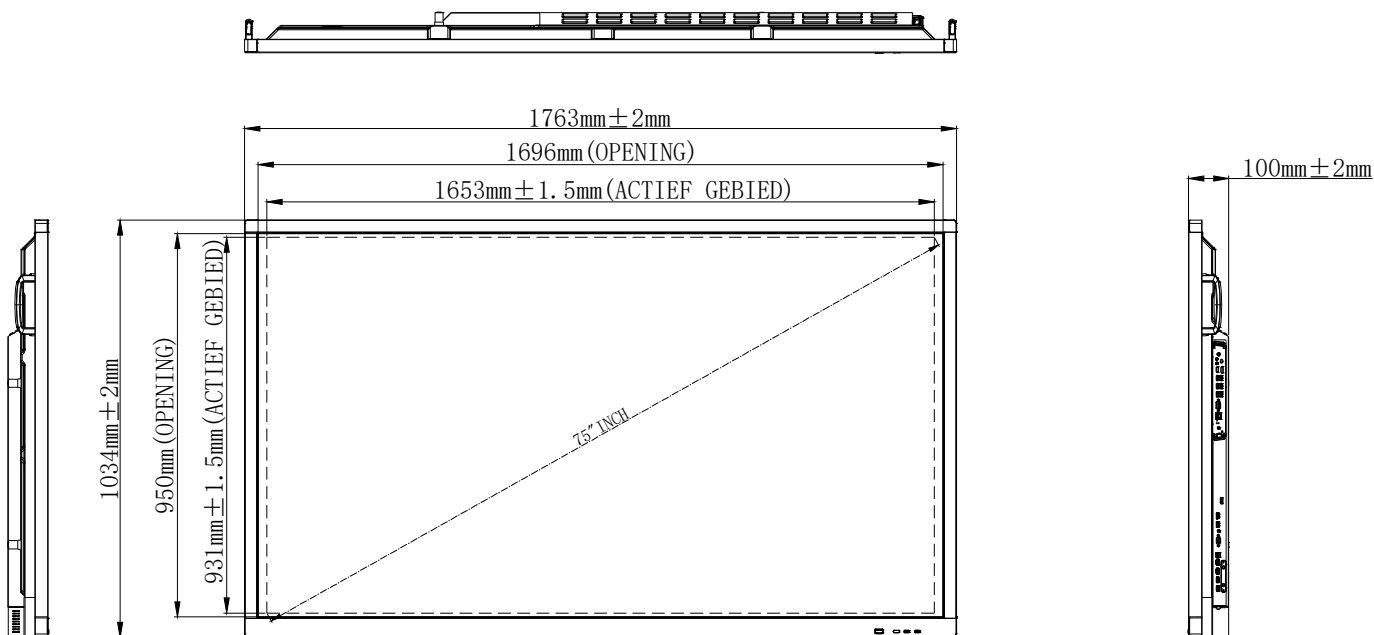 1763mm±2mm
1696mm(OPENING)
1653mm±1.5mm(ACTIEF GEBIED)
100mm±2mm
1034mm±2mm
950mm(OPENING)
931mm±1.5mm(ACTIEF GEBIED)
75″INCH